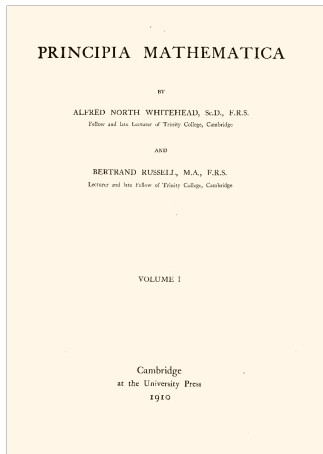 PRINCIPIA MATHEMATICA
BY
ALFRED NORTH WHITEHEAD, Sc.D., F.R.S.
Fellow and late Lecturer of Trinity College, Cambridge
AND
BERTRAND RUSSELL, M.A., F.R.S.
Lecturer and late Fellow of Trinity College, Cambridge
VOLUME I
Cambridge
at the University Press
1910